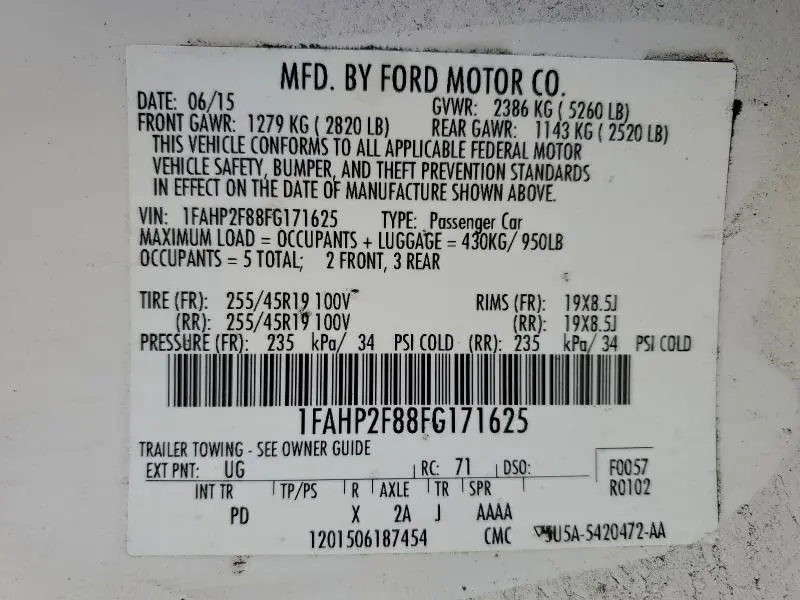 MFD. BY FORD MOTOR CO.
DATE: 06/15 GVWR: 2386 KG ( 5260 LB)
FRONT GAWR: 1279 KG ( 2820 LB) REAR GAWR: 1143 KG ( 2520 LB)
THIS VEHICLE CONFORMS TO ALL APPLICABLE FEDERAL MOTOR
VEHICLE SAFETY, BUMPER, AND THEFT PREVENTION STANDARDS
IN EFFECT ON THE DATE OF MANUFACTURE SHOWN ABOVE.
VIN: 1FAHP2F88FG171625 TYPE: Passenger Car
MAXIMUM LOAD = OCCUPANTS + LUGGAGE = 430KG/ 950LB
OCCUPANTS = 5 TOTAL; 2 FRONT, 3 REAR
TIRE (FR): 255/45R19 100V RIMS (FR): 19X8.5J
(RR): 255/45R19 100V (RR): 19X8.5J
PRESSURE (FR): 235 kPa/ 34 PSI COLD (RR): 235 kPa/ 34 PSI COLD
1FAHP2F88FG171625
TRAILER TOWING - SEE OWNER GUIDE
EXT PNT: UG RC: 71 DSO: F0057
INT TR TP/PS R AXLE TR SPR R0102
PD X 2A J AAAA
1201506187454 CMC 5U5A-5420472-AA